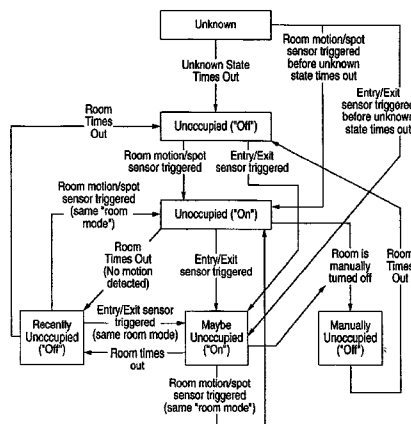 Unknown
Unknown State
Times Out
Room motion/spot
sensor triggered
before unknown
state times out
Entry/Exit
sensor triggered
before unknown
state times out
Room
Times
Out
Unoccupied ("Off")
Room motion/spot
sensor triggered
Entry/Exit
sensor triggered
Room motion/spot
sensor triggered
(same "room
mode")
Unoccupied ("On")
Room
Times Out
(No motion
detected)
Entry/Exit
sensor triggered
Room is
manually
turned off
Room
Times
Out
Recently
Unoccupied
("Off")
Entry/Exit sensor
triggered
(same room mode)
Room times
out
Maybe
Unoccupied
("On")
Manually
Unoccupied
("Off")
Room motion/spot
sensor triggered
(same "room mode")